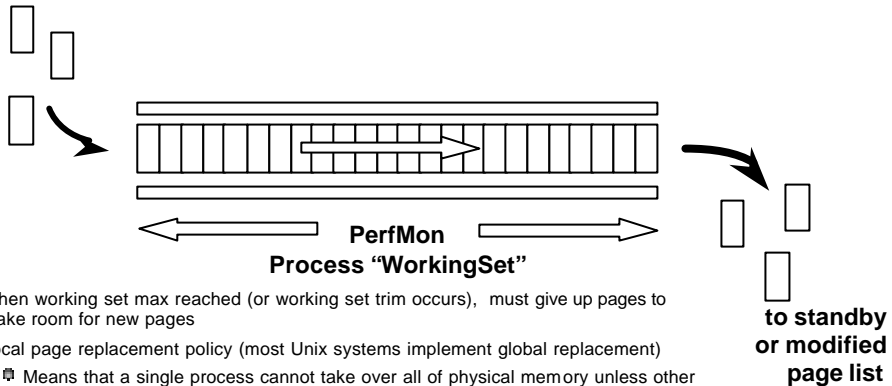 PerfMon
Process “WorkingSet”
hen working set max reached (or working set trim occurs), must give up pages to
ake room for new pages
ocal page replacement policy (most Unix systems implement global replacement)
Means that a single process cannot take over all of physical memory unless other
to standby
or modified
page list